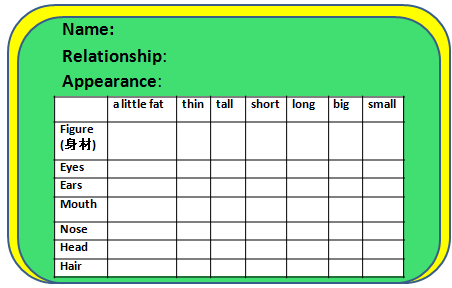 Name:
Relationship:
Appearance:
a little fat thin tall short long big small
Figure
(身材)
Eyes
Ears
Mouth
Nose
Head
Hair